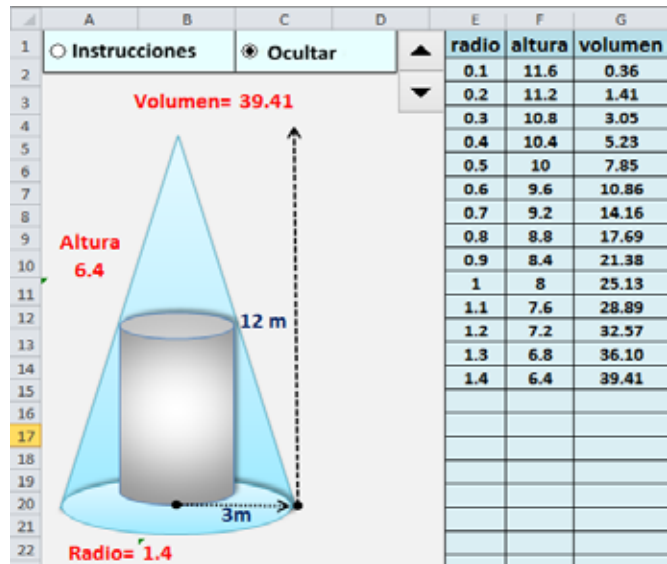 A B C D E F G
1 Instrucciones Ocultar radio altura volumen
2 0.1 11.6 0.36
3 Volumen= 39.41 0.2 11.2 1.41
4 0.3 10.8 3.05
5 0.4 10.4 5.23
6 0.5 10 7.85
7 0.6 9.6 10.86
8 0.7 9.2 14.16
9 Altura 0.8 8.8 17.69
10 6.4 0.9 8.4 21.38
11 1 8 25.13
12 12 m 1.1 7.6 28.89
13 1.2 7.2 32.57
14 1.3 6.8 36.10
15 1.4 6.4 39.41
16
17
18
19
20
21 3m
22 Radio= 1.4